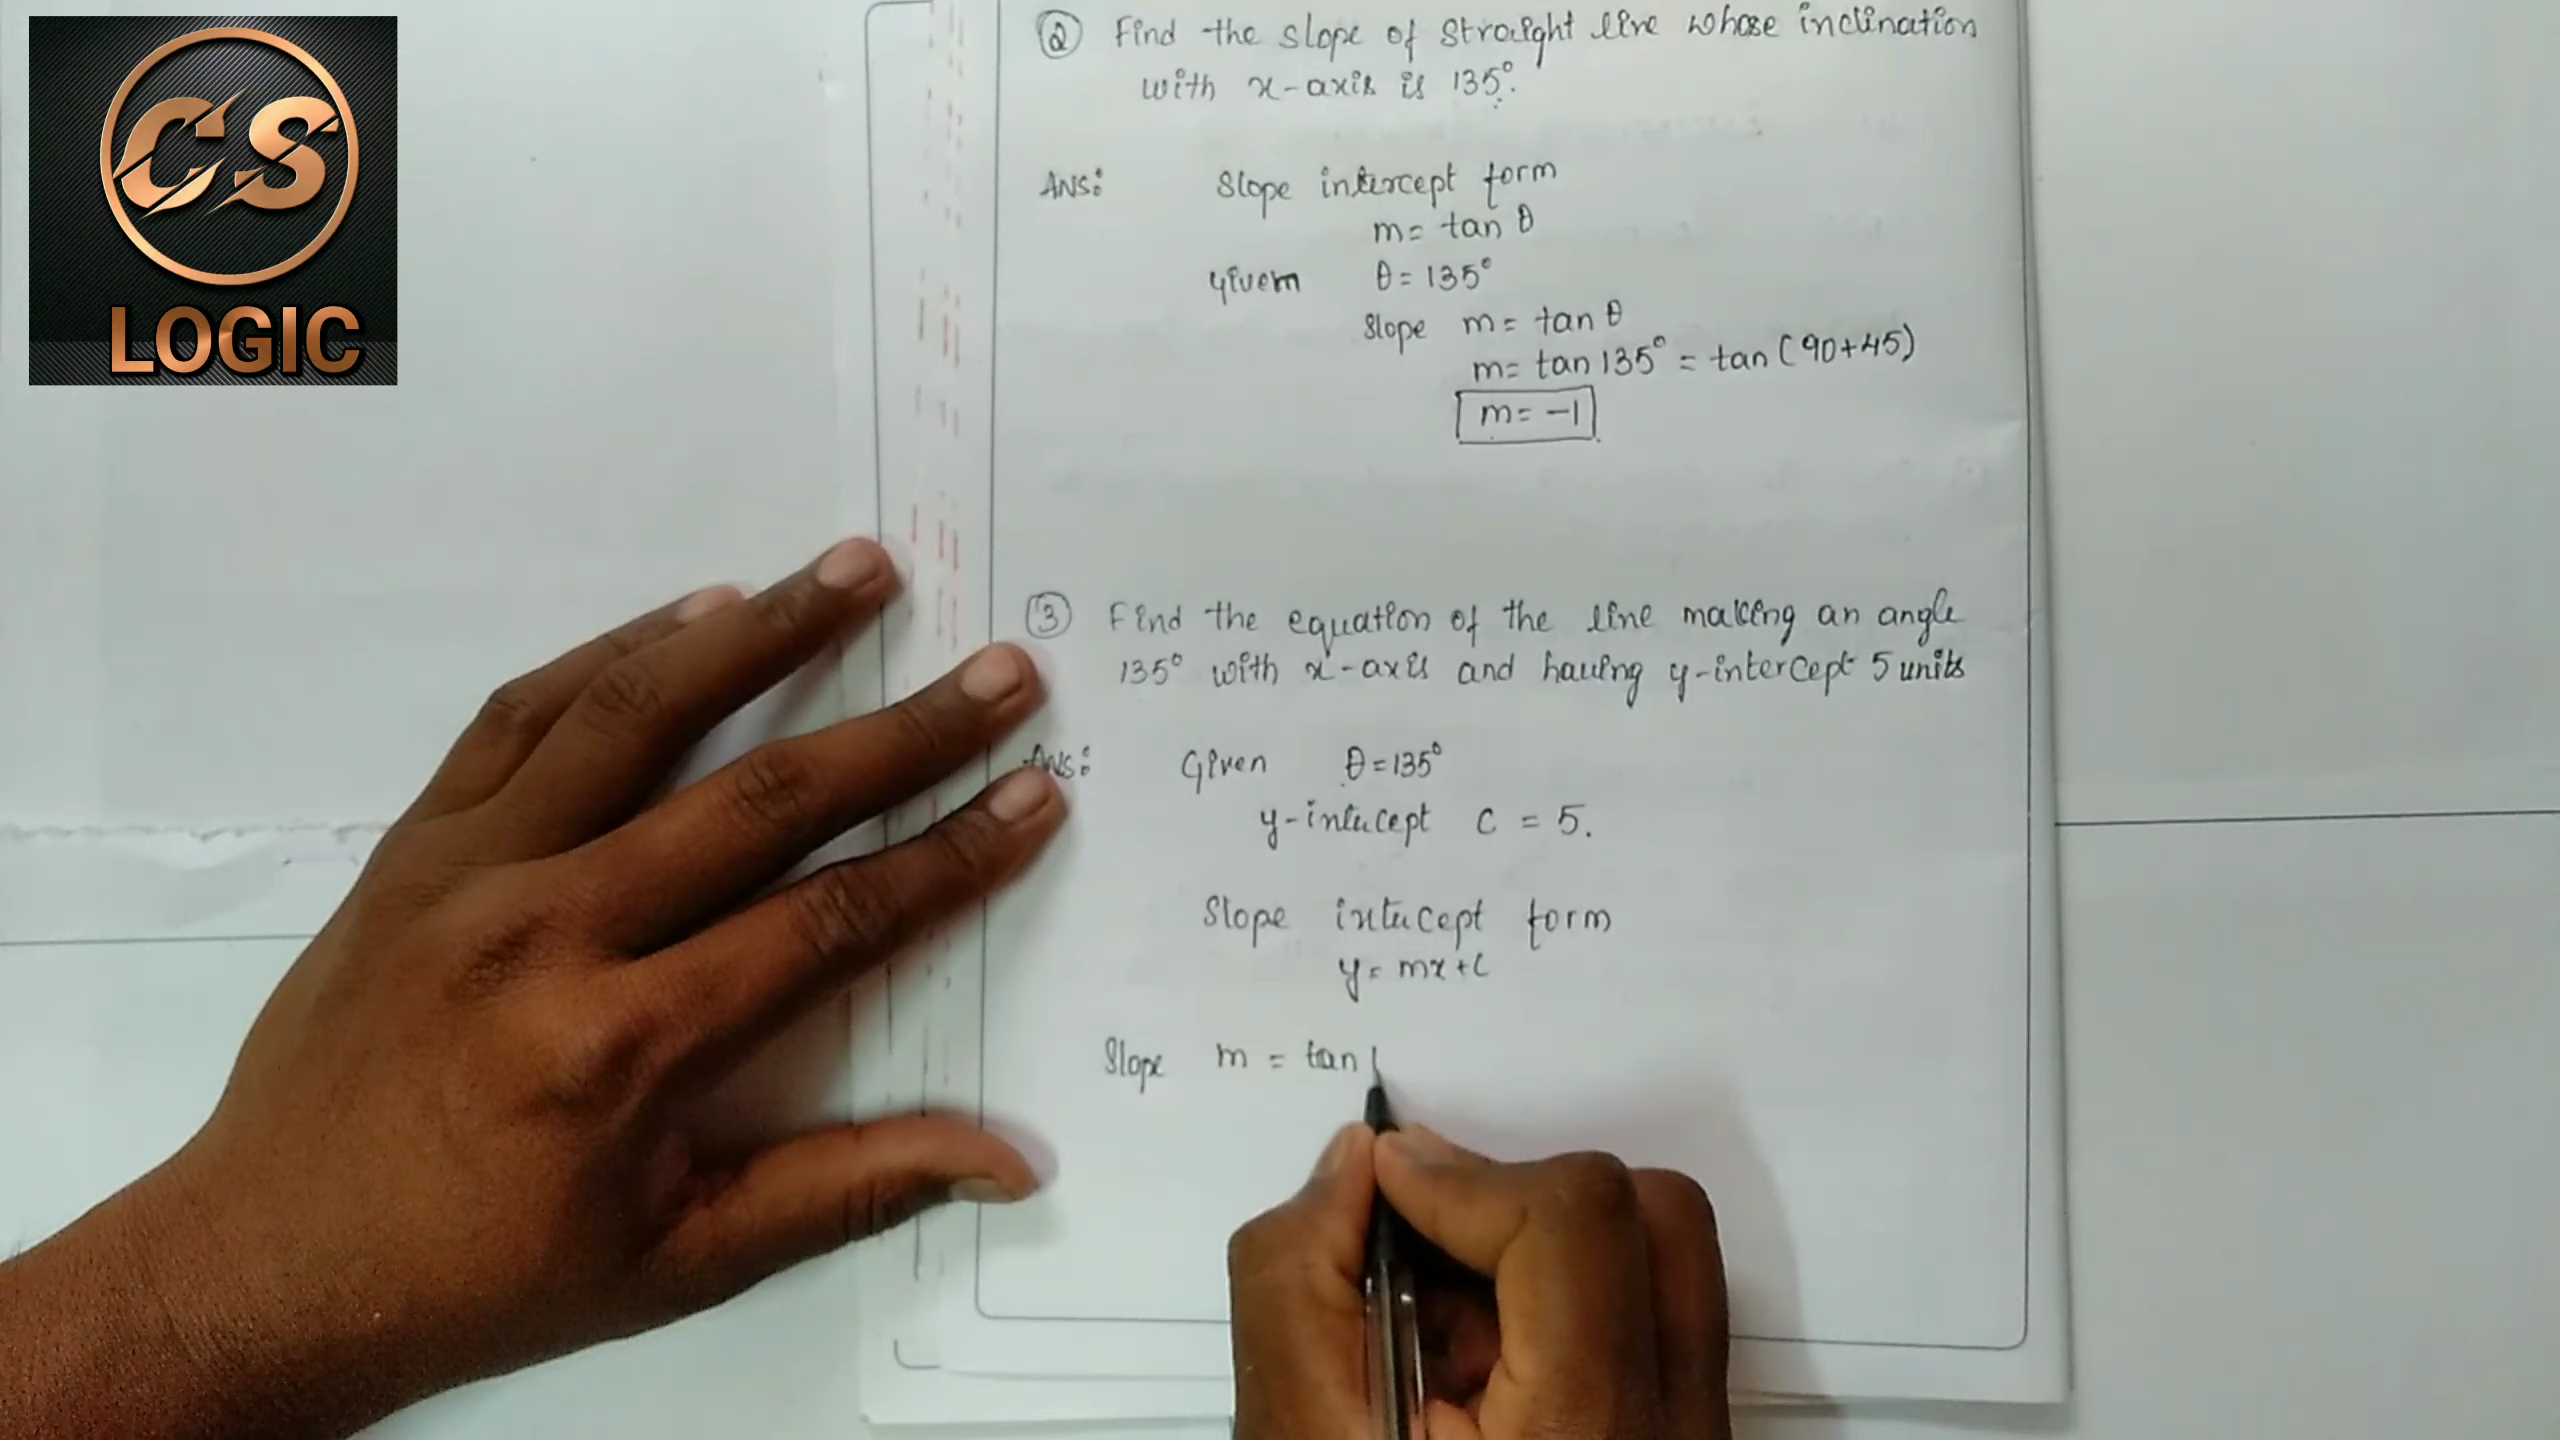 CS
LOGIC
② Find the slope of straight line whose inclination
with x-axis is 135°.
ANS: Slope intercept form
m = tan θ
Given θ = 135°
Slope m = tan θ
m = tan 135° = tan (90+45)
m = -1
③ Find the equation of the line making an angle
135° with x-axis and having y-intercept 5 units
Ans: Given θ = 135°
y-intercept c = 5.
Slope intercept form
y = mx + c
Slope m = tan 1